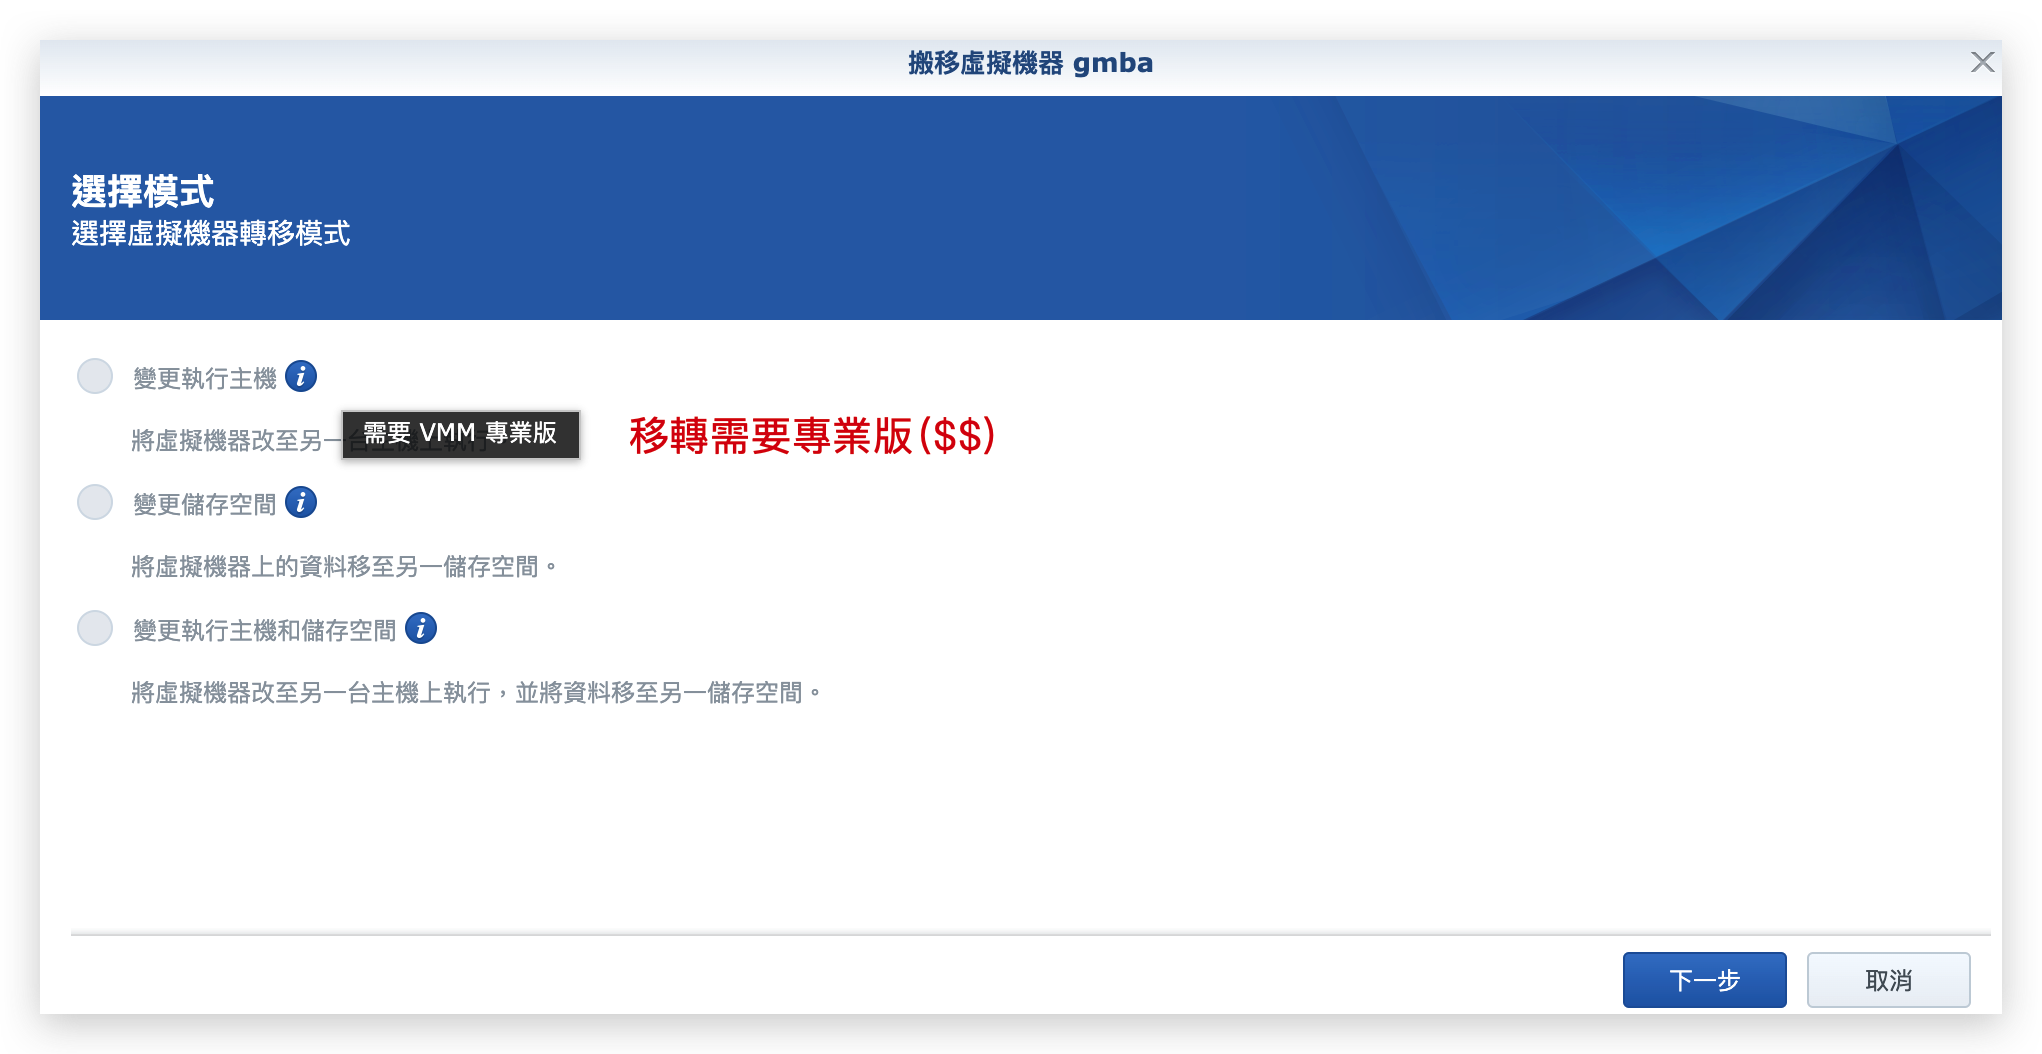 搬移虛擬機器 gmba
選擇模式
選擇虛擬機器轉移模式
變更執行主機
將虛擬機器改至另一台主機上執行
需要 VMM 專業版
移轉需要專業版($$)
變更儲存空間
將虛擬機器上的資料移至另一儲存空間。
變更執行主機和儲存空間
將虛擬機器改至另一台主機上執行，並將資料移至另一儲存空間。
下一步
取消